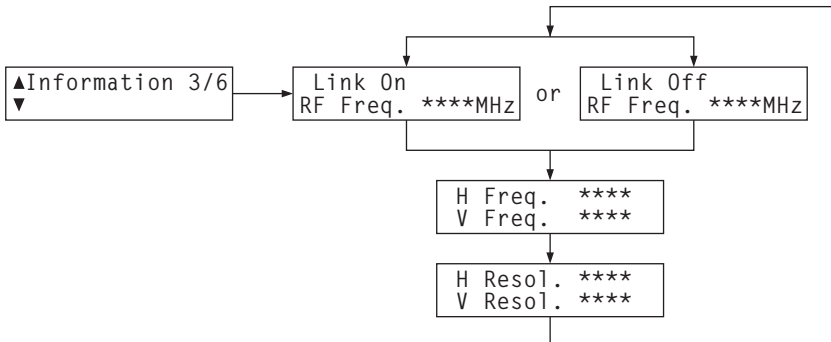 ▲Information 3/6
▼
Link On
RF Freq. ****MHz
or
Link Off
RF Freq. ****MHz
H Freq. ****
V Freq. ****
H Resol. ****
V Resol. ****